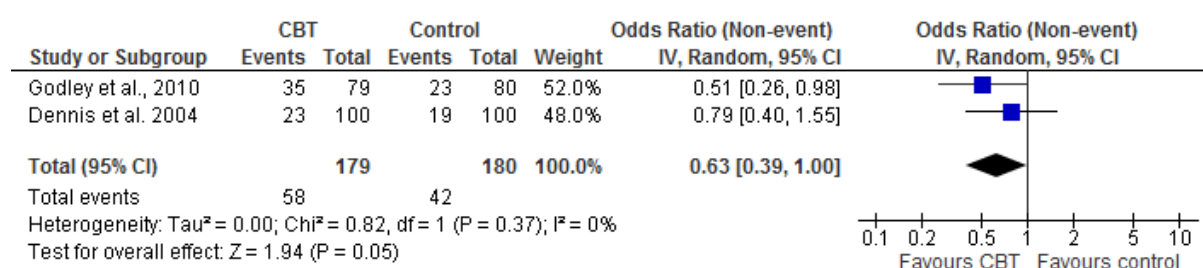 CBT Control Odds Ratio (Non-event) Odds Ratio (Non-event)
Study or Subgroup Events Total Events Total Weight IV, Random, 95% CI IV, Random, 95% CI
Godley et al., 2010 35 79 23 80 52.0% 0.51 [0.26, 0.98]
Dennis et al. 2004 23 100 19 100 48.0% 0.79 [0.40, 1.55]
Total (95% CI) 179 180 100.0% 0.63 [0.39, 1.00]
Total events 58 42
Heterogeneity: Tau² = 0.00; Chi² = 0.82, df = 1 (P = 0.37); I² = 0%
Test for overall effect: Z = 1.94 (P = 0.05)
0.1 0.2 0.5 1 2 5 10
Favours CBT Favours control